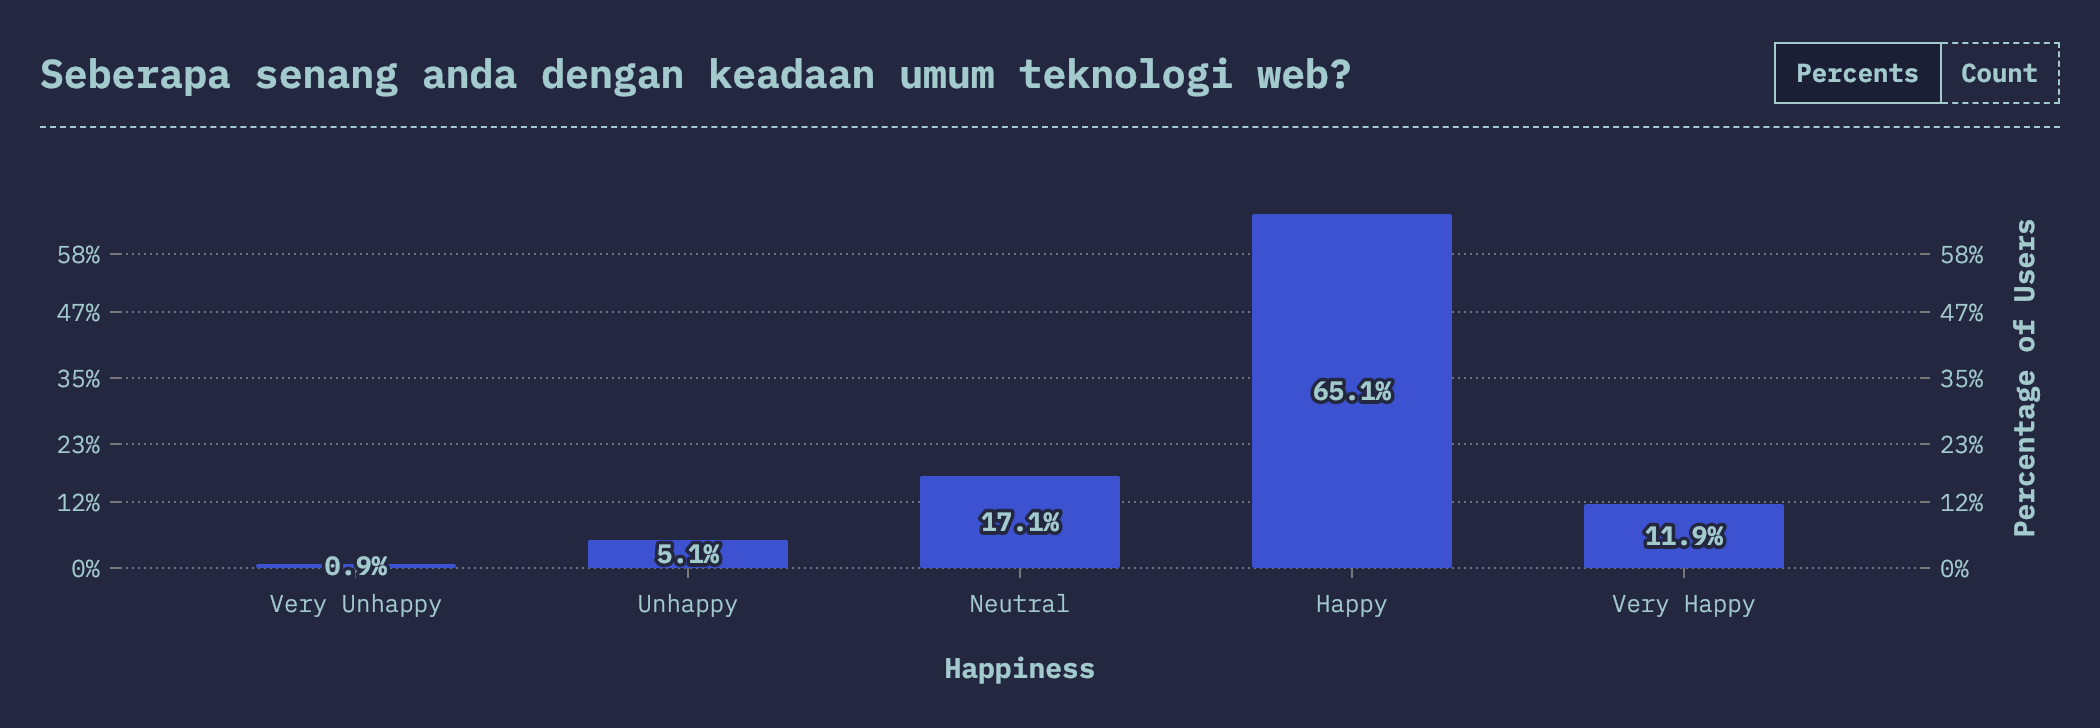 Seberapa senang anda dengan keadaan umum teknologi web?
Percents Count
58% 58%
47% 47%
35% 35%
23% 23%
12% 12%
0% 0%
Percentage of Users
0.9% 5.1% 17.1% 65.1% 11.9%
Very Unhappy Unhappy Neutral Happy Very Happy
Happiness